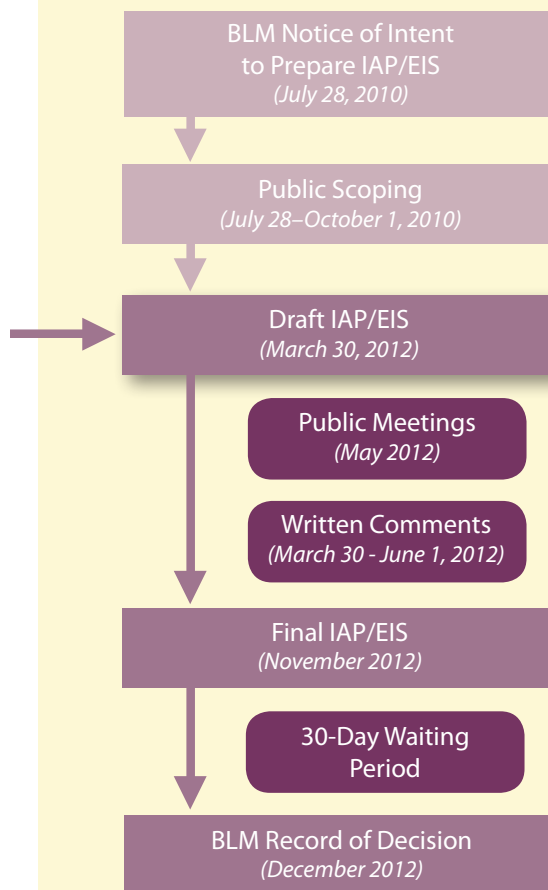 BLM Notice of Intent
to Prepare IAP/EIS
(July 28, 2010)
Public Scoping
(July 28–October 1, 2010)
Draft IAP/EIS
(March 30, 2012)
Public Meetings
(May 2012)
Written Comments
(March 30 - June 1, 2012)
Final IAP/EIS
(November 2012)
30-Day Waiting
Period
BLM Record of Decision
(December 2012)